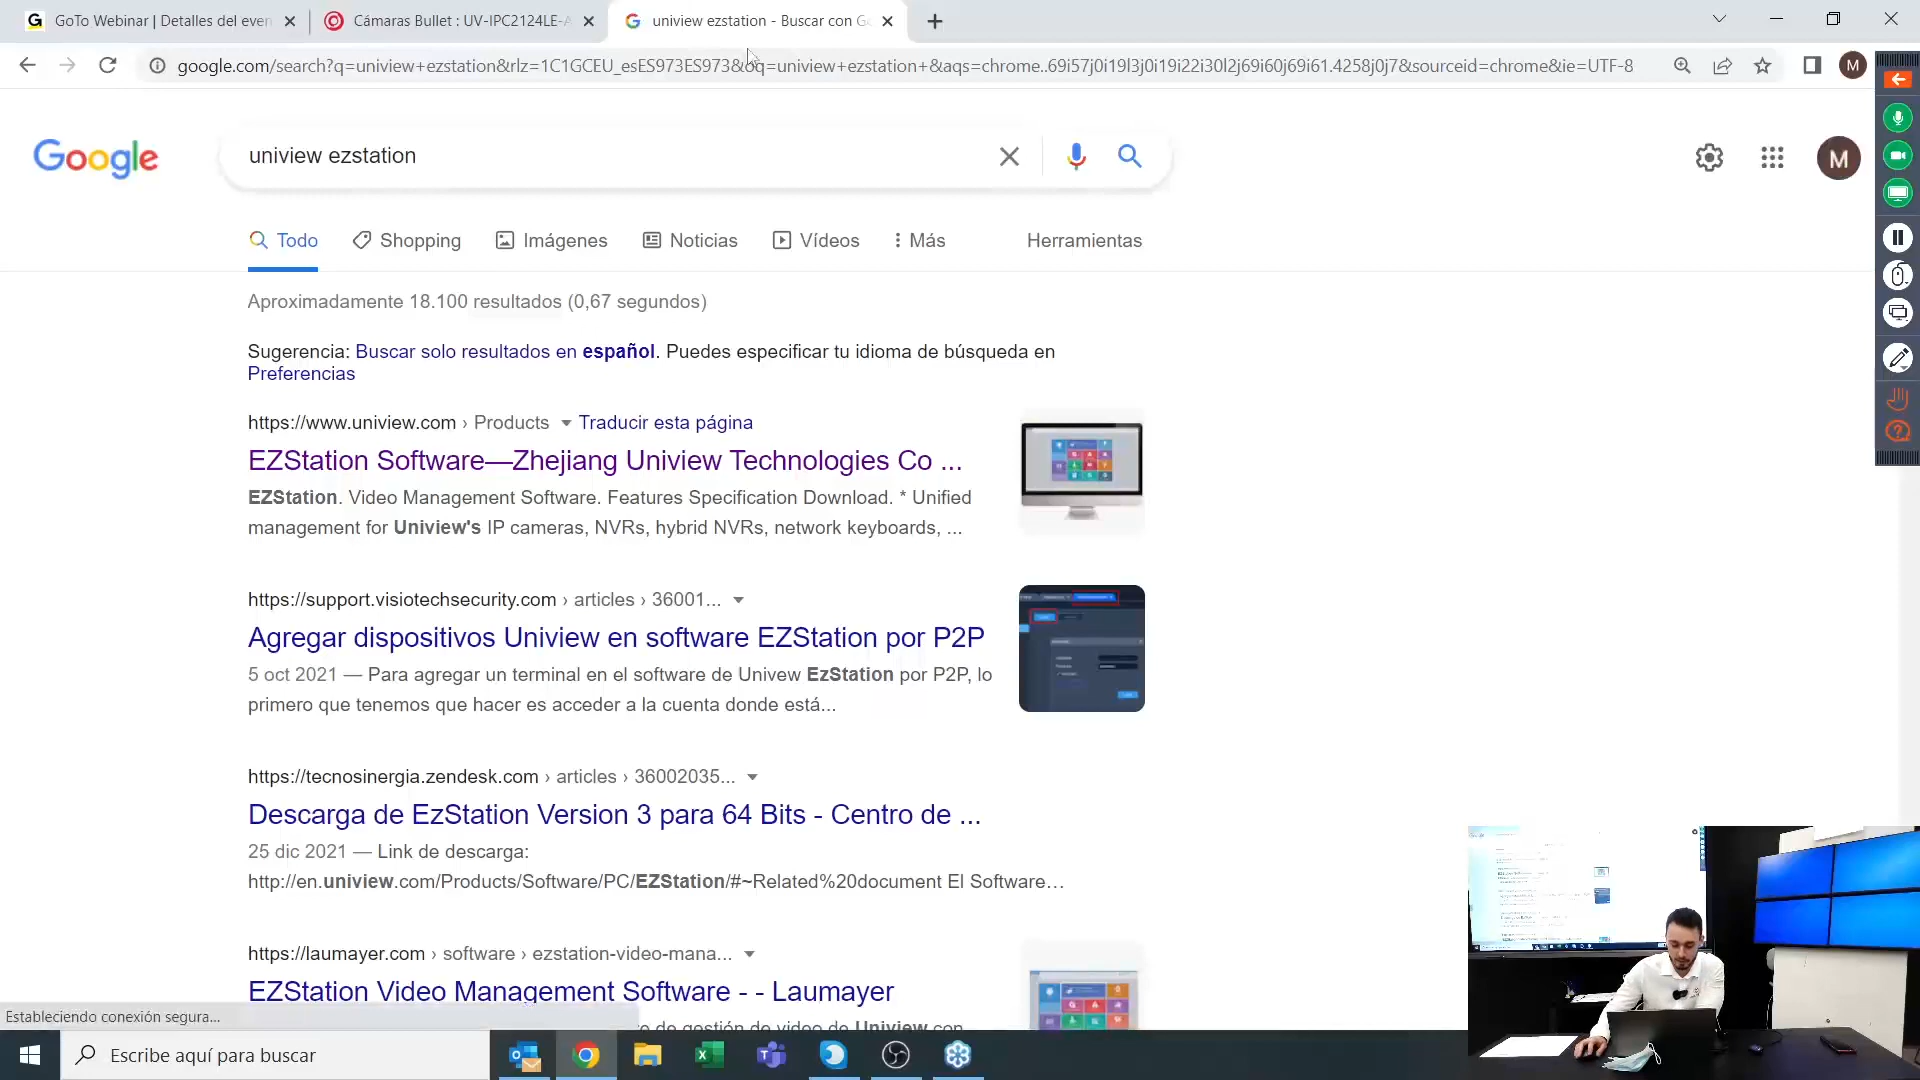 GoTo Webinar | Detalles del even
Cámaras Bullet : UV-IPC2124LE-A
uniview ezstation - Buscar con Go
google.com/search?q=uniview+ezstation&rlz=1C1GCEU_esES973ES973&oq=uniview+ezstation+&aqs=chrome..69i57j0i19l3j0i19i22i30l2j69i60j69i61.4258j0j7&sourceid=chrome&ie=UTF-8
M
Google
uniview ezstation
M
Todo
Shopping
Imágenes
Noticias
Vídeos
Más
Herramientas
Aproximadamente 18.100 resultados (0,67 segundos)
Sugerencia: Buscar solo resultados en español. Puedes especificar tu idioma de búsqueda en
Preferencias
https://www.uniview.com › Products
Traducir esta página
EZStation Software—Zhejiang Uniview Technologies Co ...
EZStation. Video Management Software. Features Specification Download. * Unified
management for Uniview's IP cameras, NVRs, hybrid NVRs, network keyboards, ...
https://support.visiotechsecurity.com › articles › 36001...
Agregar dispositivos Uniview en software EZStation por P2P
5 oct 2021 — Para agregar un terminal en el software de Univew EzStation por P2P, lo
primero que tenemos que hacer es acceder a la cuenta donde está...
https://tecnosinergia.zendesk.com › articles › 36002035...
Descarga de EzStation Version 3 para 64 Bits - Centro de ...
25 dic 2021 — Link de descarga:
http://en.uniview.com/Products/Software/PC/EZStation/#~Related%20document El Software…
https://laumayer.com › software › ezstation-video-mana...
EZStation Video Management Software - - Laumayer
de gestión de video de Uniview con
Estableciendo conexión segura...
Escribe aquí para buscar